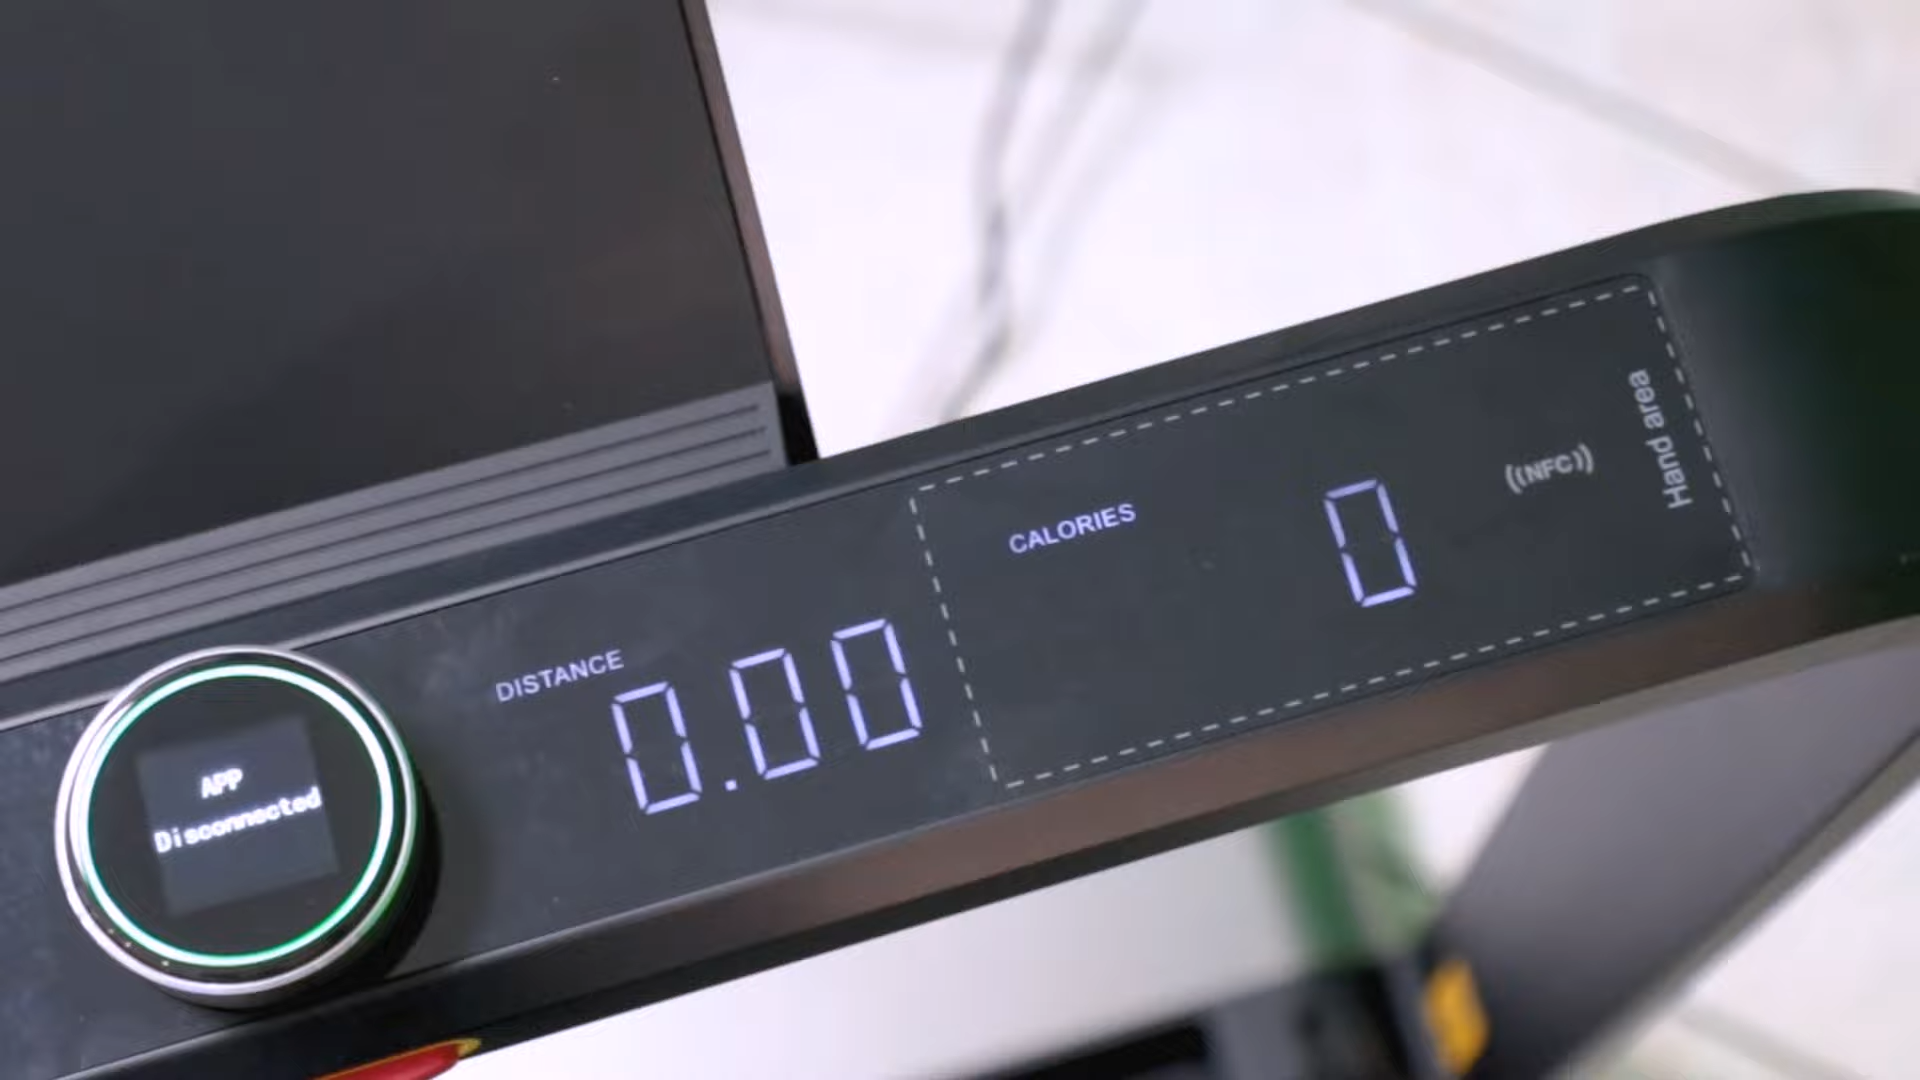 APP
Disconnected
DISTANCE
0.00
CALORIES
0
((NFC))
Hand area